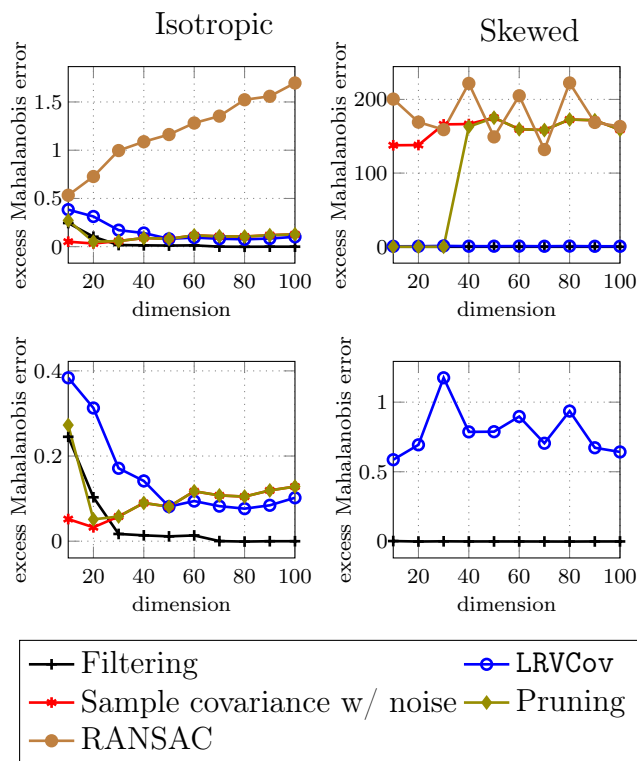 Isotropic
excess Mahalanobis error
1.5
1
0.5
0
20 40 60 80 100
dimension
Skewed
excess Mahalanobis error
200
100
0
20 40 60 80 100
dimension
excess Mahalanobis error
0.4
0.2
0
20 40 60 80 100
dimension
excess Mahalanobis error
1
0.5
0
20 40 60 80 100
dimension
Filtering
LRVCov
Sample covariance w/ noise
Pruning
RANSAC